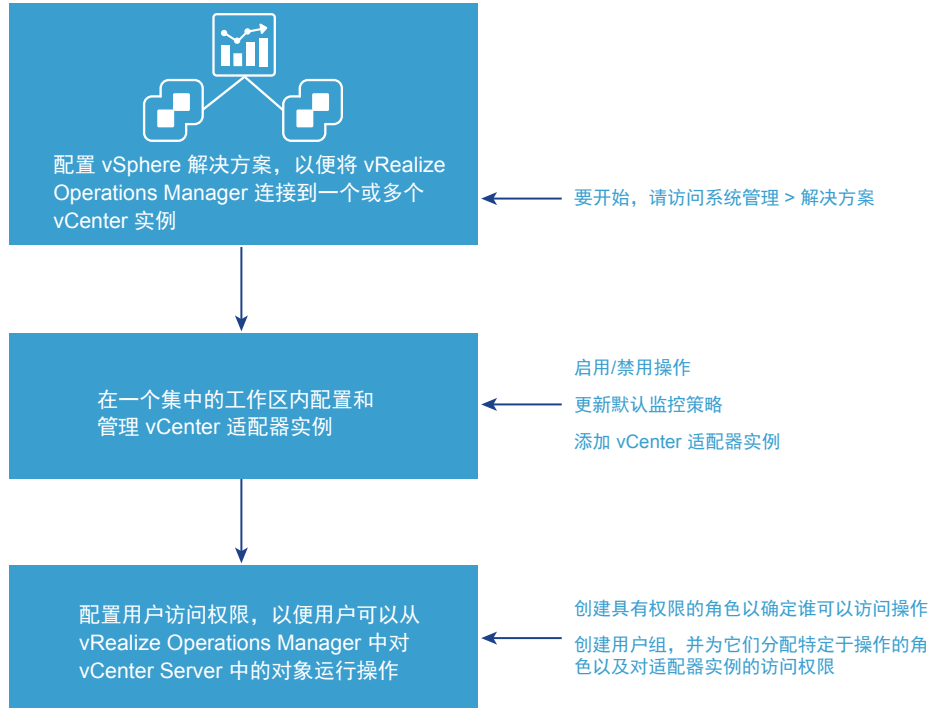 配置 vSphere 解决方案，以便将 vRealize
Operations Manager 连接到一个或多个
vCenter 实例
要开始，请访问系统管理 > 解决方案
在一个集中的工作区内配置和
管理 vCenter 适配器实例
启用/禁用操作
更新默认监控策略
添加 vCenter 适配器实例
配置用户访问权限，以便用户可以从
vRealize Operations Manager 中对
vCenter Server 中的对象运行操作
创建具有权限的角色以确定谁可以访问操作
创建用户组，并为它们分配特定于操作的角
色以及对适配器实例的访问权限